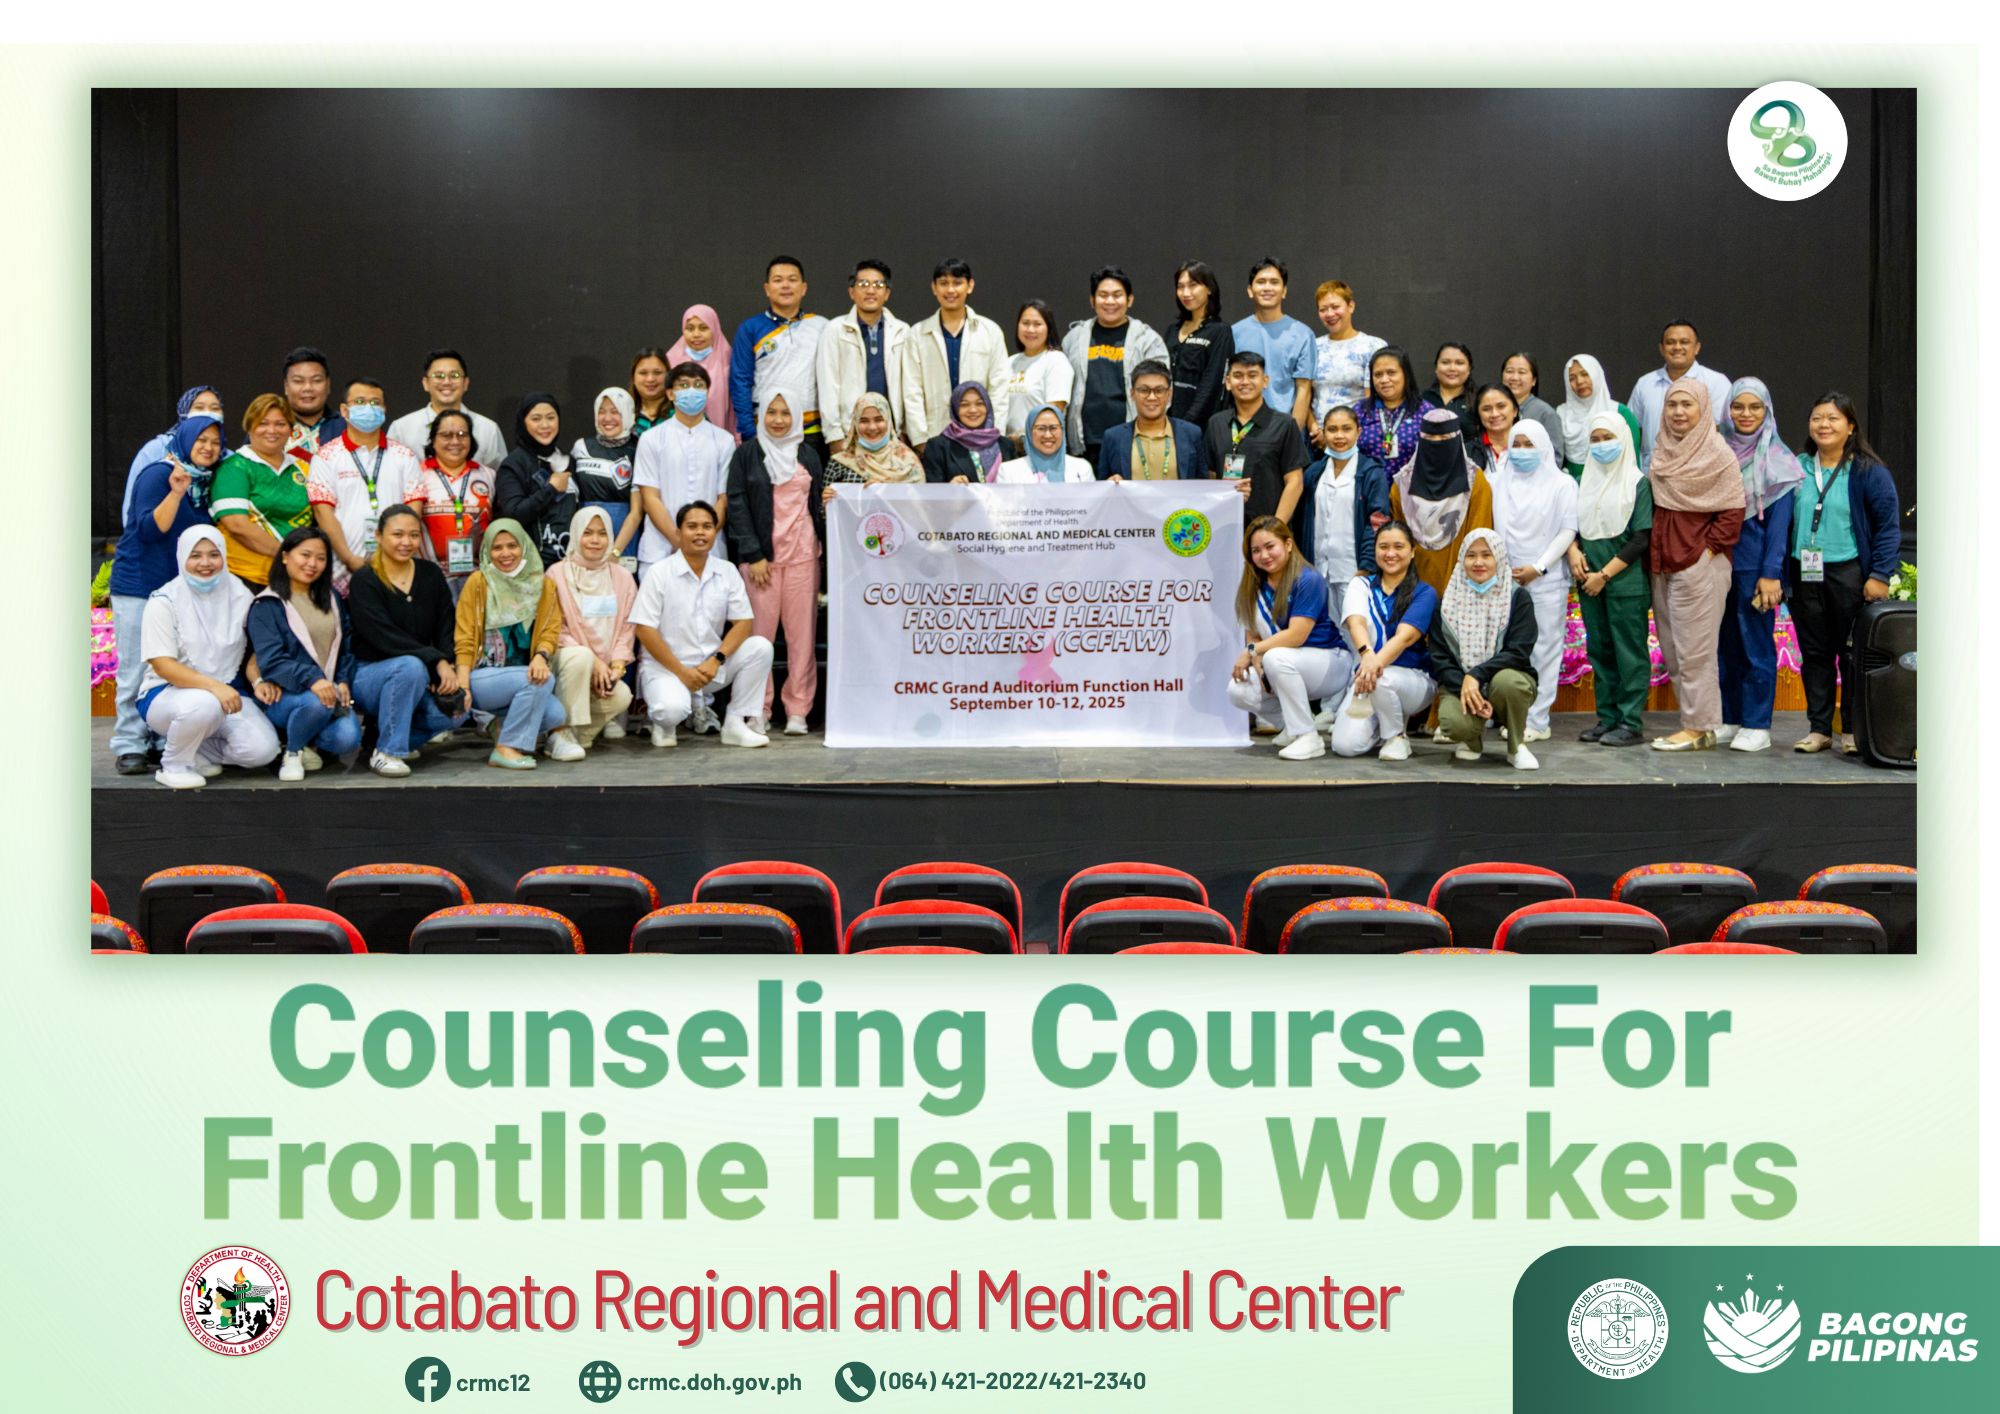 Sa Bagong Pilipinas,
Bawat Buhay Mahalaga!
Republic of the Philippines
Department of Health
COTABATO REGIONAL AND MEDICAL CENTER
Social Hygiene and Treatment Hub
COUNSELING COURSE FOR
FRONTLINE HEALTH
WORKERS (CCFHW)
CRMC Grand Auditorium Function Hall
September 10-12, 2025
Counseling Course For
Frontline Health Workers
DEPARTMENT OF HEALTH
COTABATO REGIONAL & MEDICAL CENTER
Cotabato Regional and Medical Center
crmc12
crmc.doh.gov.ph
(064) 421-2022/421-2340
REPUBLIC OF THE PHILIPPINES
DEPARTMENT OF HEALTH
BAGONG
PILIPINAS